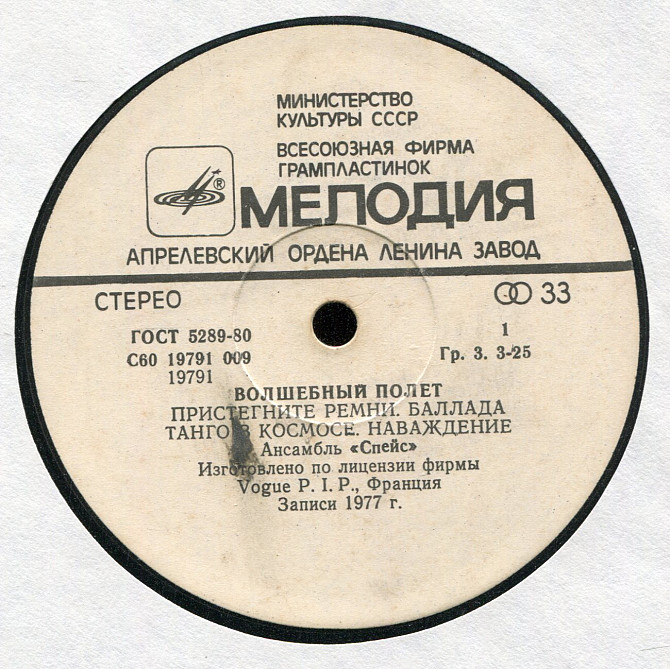 МИНИСТЕРСТВО
КУЛЬТУРЫ СССР
ВСЕСОЮЗНАЯ ФИРМА
ГРАМПЛАСТИНОК
®
МЕЛОДИЯ
АПРЕЛЕВСКИЙ ОРДЕНА ЛЕНИНА ЗАВОД
СТЕРЕО
33
ГОСТ 5289-80
1
С60 19791 009
Гр. 3. 3-25
19791
ВОЛШЕБНЫЙ ПОЛЕТ
ПРИСТЕГНИТЕ РЕМНИ. БАЛЛАДА
ТАНГО В КОСМОСЕ. НАВАЖДЕНИЕ
Ансамбль «Спейс»
Изготовлено по лицензии фирмы
Vogue P. I. P., Франция
Записи 1977 г.